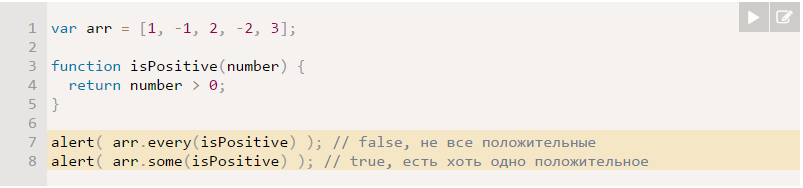 1 var arr = [1, -1, 2, -2, 3];
2
3 function isPositive(number) {
4   return number > 0;
5 }
6
7 alert( arr.every(isPositive) ); // false, не все положительные
8 alert( arr.some(isPositive) ); // true, есть хоть одно положительное